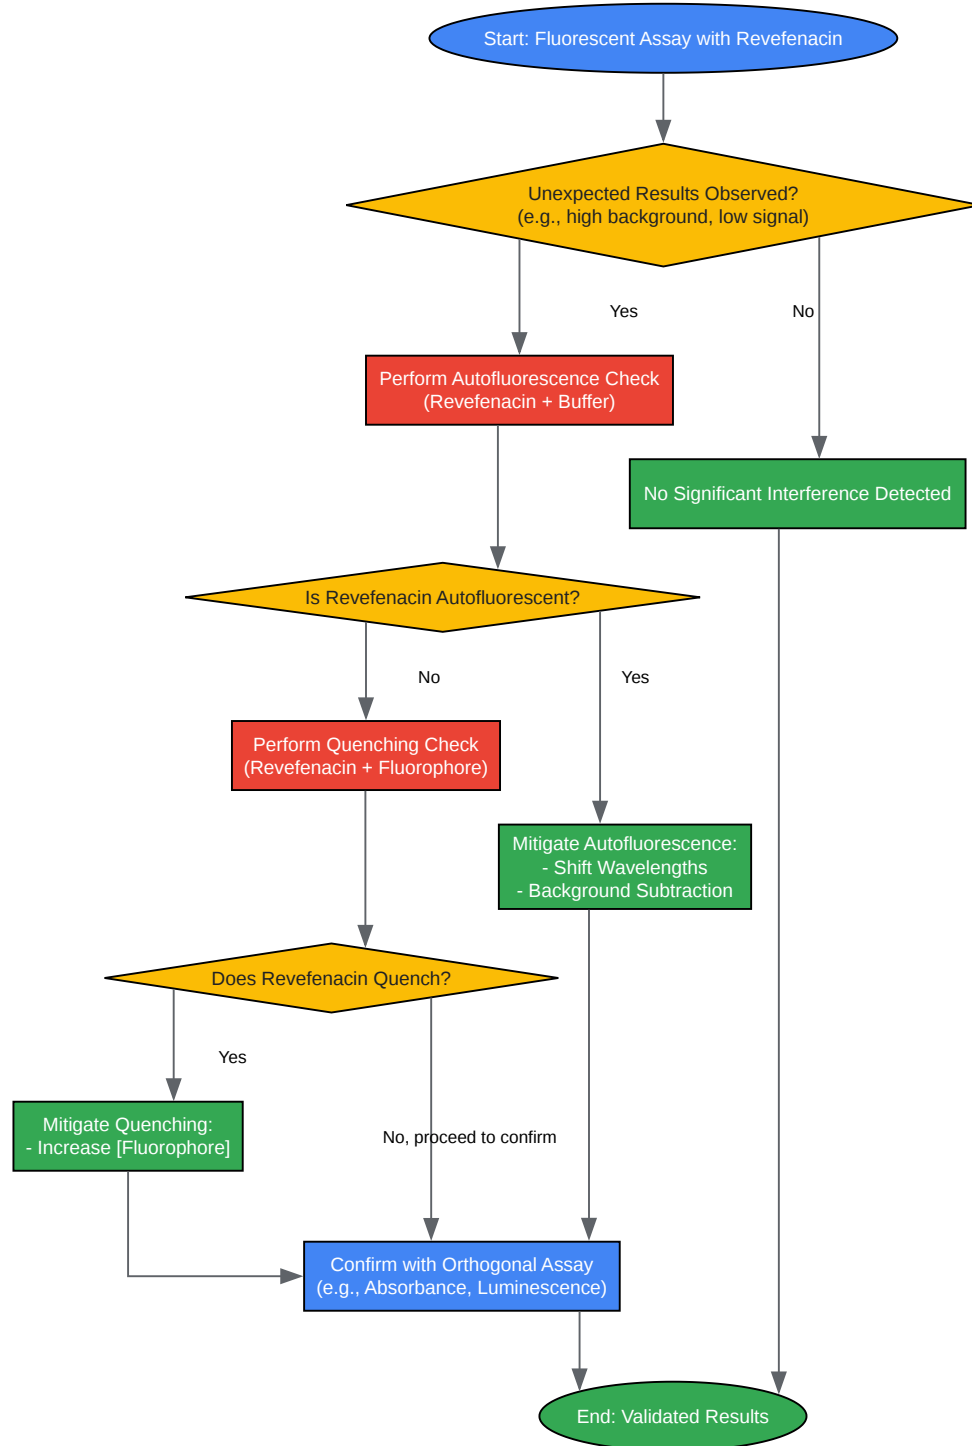 Start: Fluorescent Assay with Revefenacin
Unexpected Results Observed?
(e.g., high background, low signal)
Yes
No
Perform Autofluorescence Check
(Revefenacin + Buffer)
No Significant Interference Detected
Is Revefenacin Autofluorescent?
No
Yes
Perform Quenching Check
(Revefenacin + Fluorophore)
Mitigate Autofluorescence:
- Shift Wavelengths
- Background Subtraction
Does Revefenacin Quench?
Yes
Mitigate Quenching:
- Increase [Fluorophore]
No, proceed to confirm
Confirm with Orthogonal Assay
(e.g., Absorbance, Luminescence)
End: Validated Results